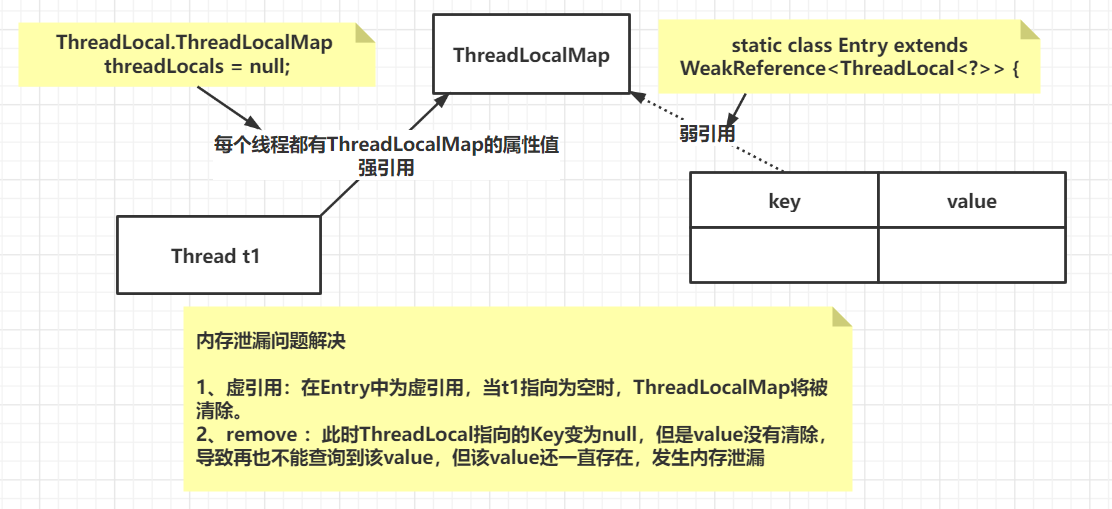 ThreadLocal.ThreadLocalMap
threadLocals = null;
ThreadLocalMap
static class Entry extends
WeakReference<ThreadLocal<?>> {
每个线程都有ThreadLocalMap的属性值
强引用
弱引用
Thread t1
key
value
内存泄漏问题解决
1、虚引用：在Entry中为虚引用，当t1指向为空时，ThreadLocalMap将被
清除。
2、remove ：此时ThreadLocal指向的Key变为null，但是value没有清除，
导致再也不能查询到该value，但该value还一直存在，发生内存泄漏